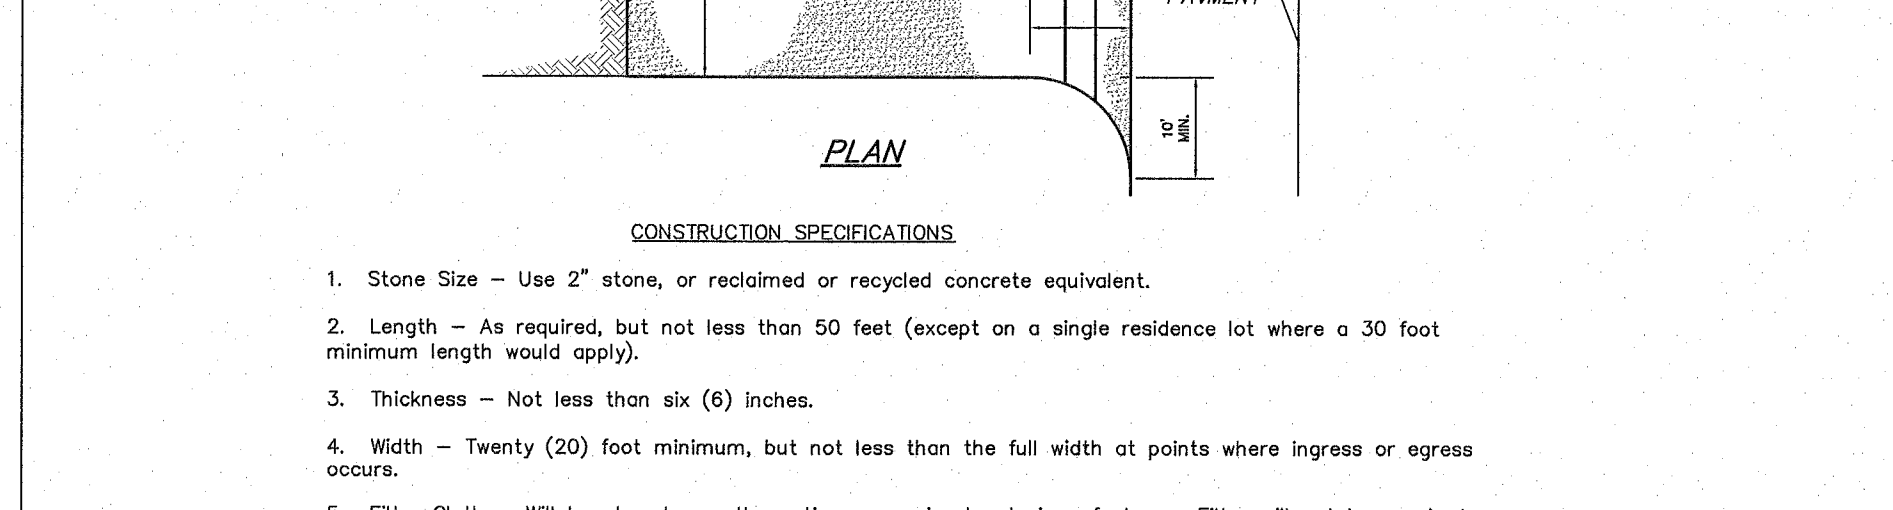 10'
MIN.
PLAN
CONSTRUCTION SPECIFICATIONS
1. Stone Size – Use 2" stone, or reclaimed or recycled concrete equivalent.
2. Length – As required, but not less than 50 feet (except on a single residence lot where a 30 foot
minimum length would apply).
3. Thickness – Not less than six (6) inches.
4. Width – Twenty (20) foot minimum, but not less than the full width at points where ingress or egress
occurs.